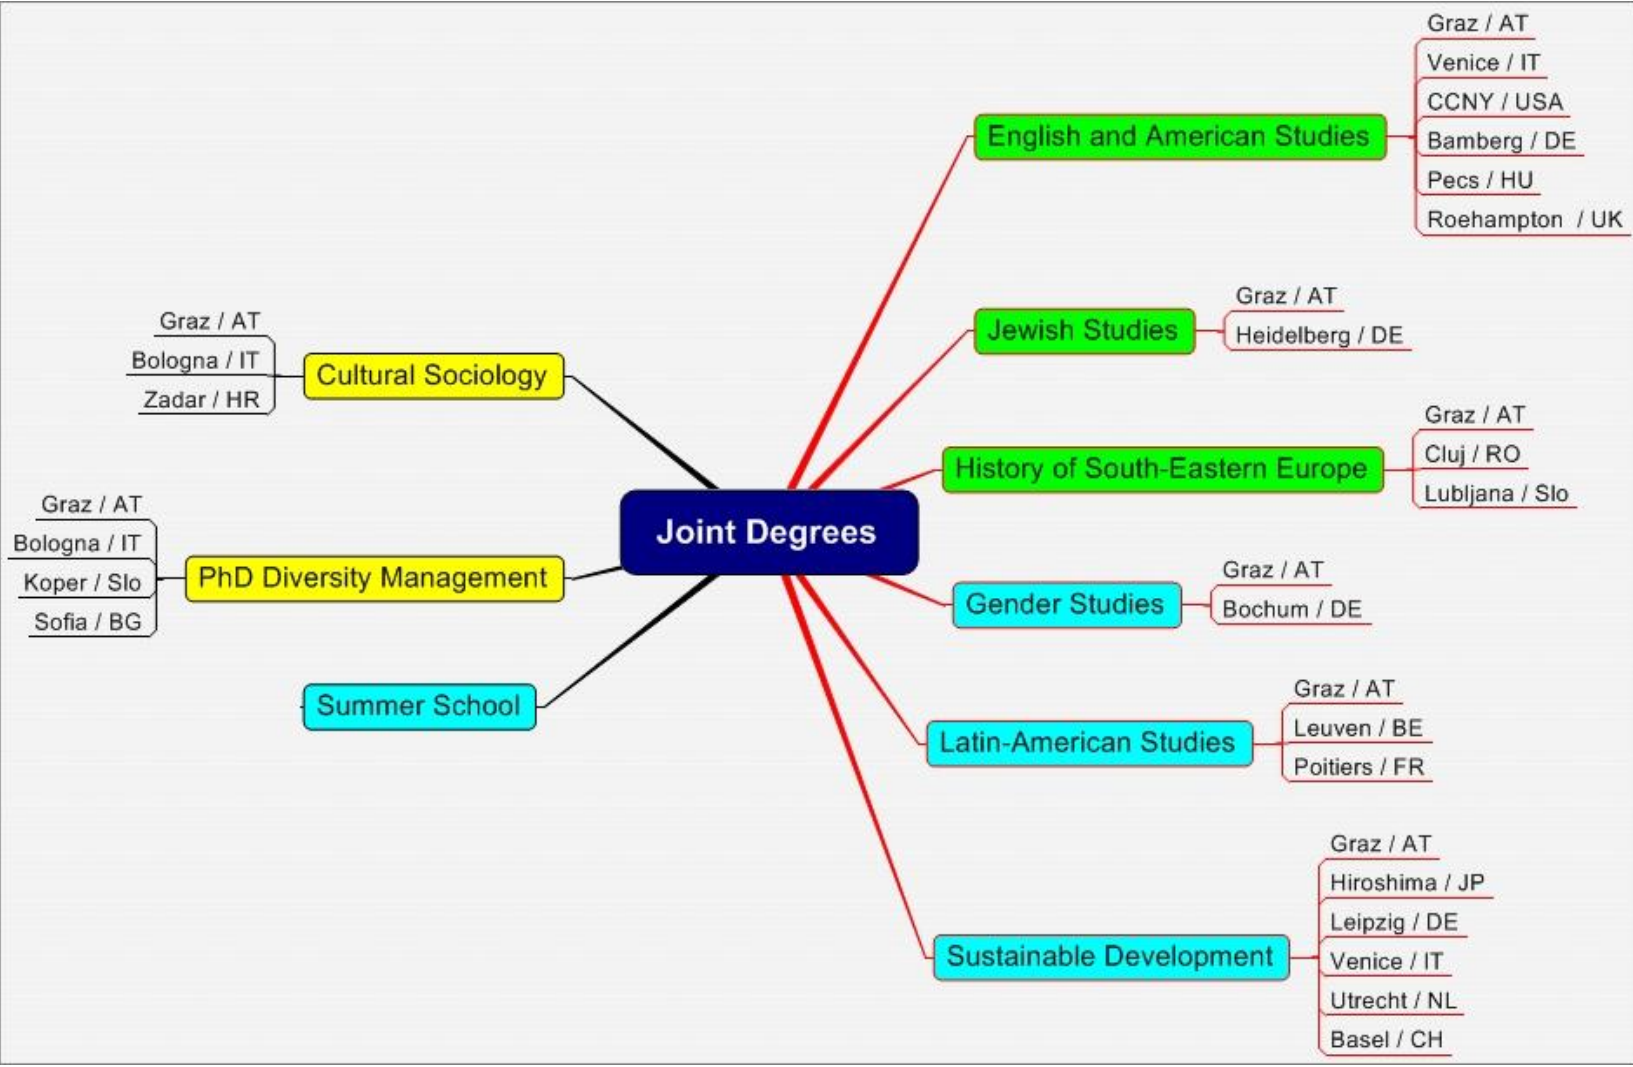 Joint Degrees
English and American Studies
Graz / AT
Venice / IT
CCNY / USA
Bamberg / DE
Pecs / HU
Roehampton / UK
Jewish Studies
Graz / AT
Heidelberg / DE
History of South-Eastern Europe
Graz / AT
Cluj / RO
Lubljana / Slo
Gender Studies
Graz / AT
Bochum / DE
Latin-American Studies
Graz / AT
Leuven / BE
Poitiers / FR
Sustainable Development
Graz / AT
Hiroshima / JP
Leipzig / DE
Venice / IT
Utrecht / NL
Basel / CH
Cultural Sociology
Graz / AT
Bologna / IT
Zadar / HR
PhD Diversity Management
Graz / AT
Bologna / IT
Koper / Slo
Sofia / BG
Summer School